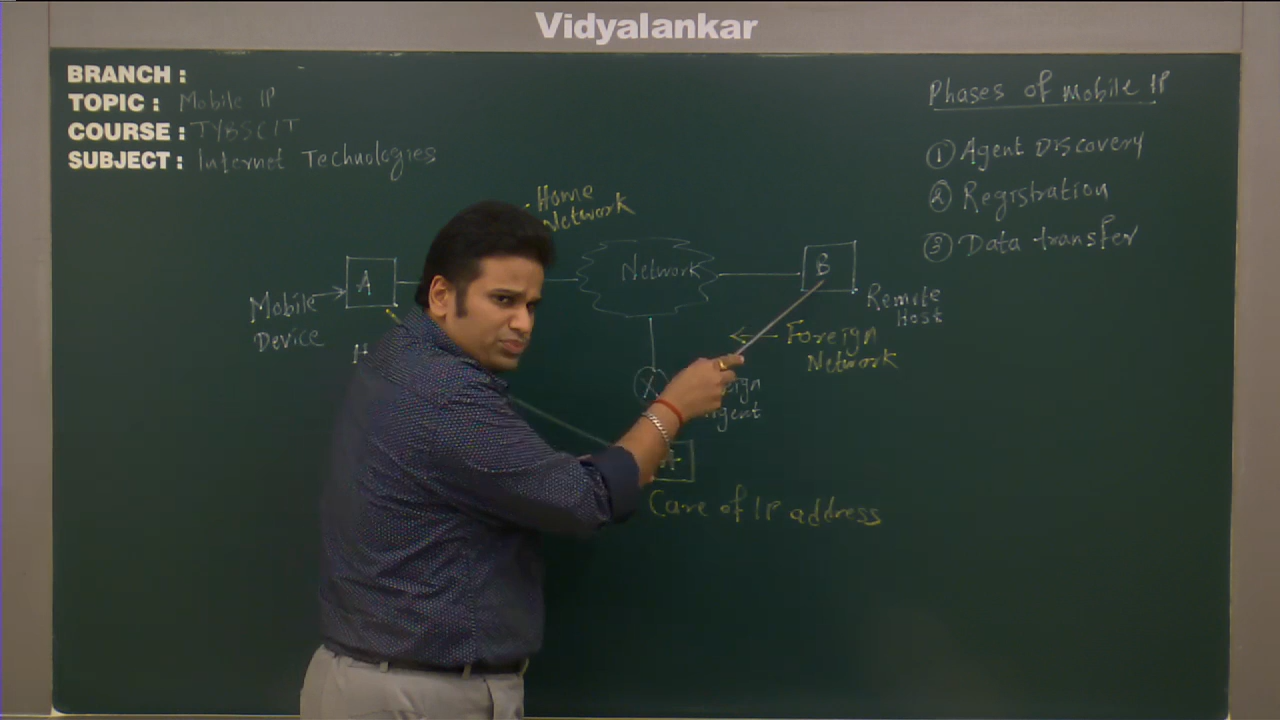 Vidyalankar
BRANCH :
TOPIC : Mobile IP
COURSE : TYBSCIT
SUBJECT : Internet Technologies
Phases of mobile IP
① Agent Discovery
② Registration
③ Data transfer
Home
Network
A
Network
B
Mobile
Device
Remote
Host
Foreign
Network
X
A
Care of IP address